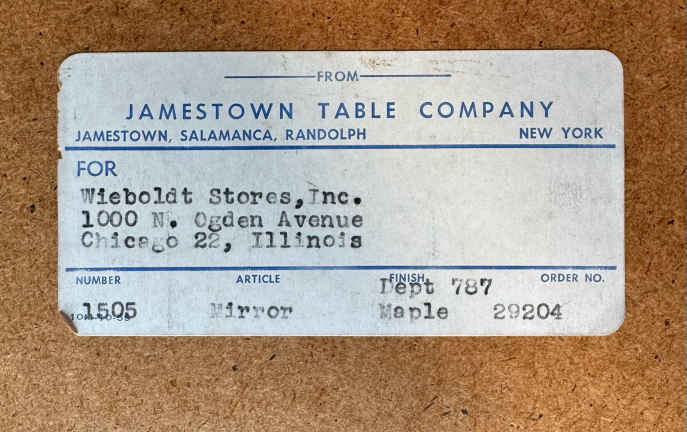 FROM
JAMESTOWN TABLE COMPANY
JAMESTOWN, SALAMANCA, RANDOLPH NEW YORK
FOR
Wieboldt Stores,Inc.
1000 N. Ogden Avenue
Chicago 22, Illinois
NUMBER ARTICLE FINISH ORDER NO.
Dept 787
1505 Mirror Maple 29204